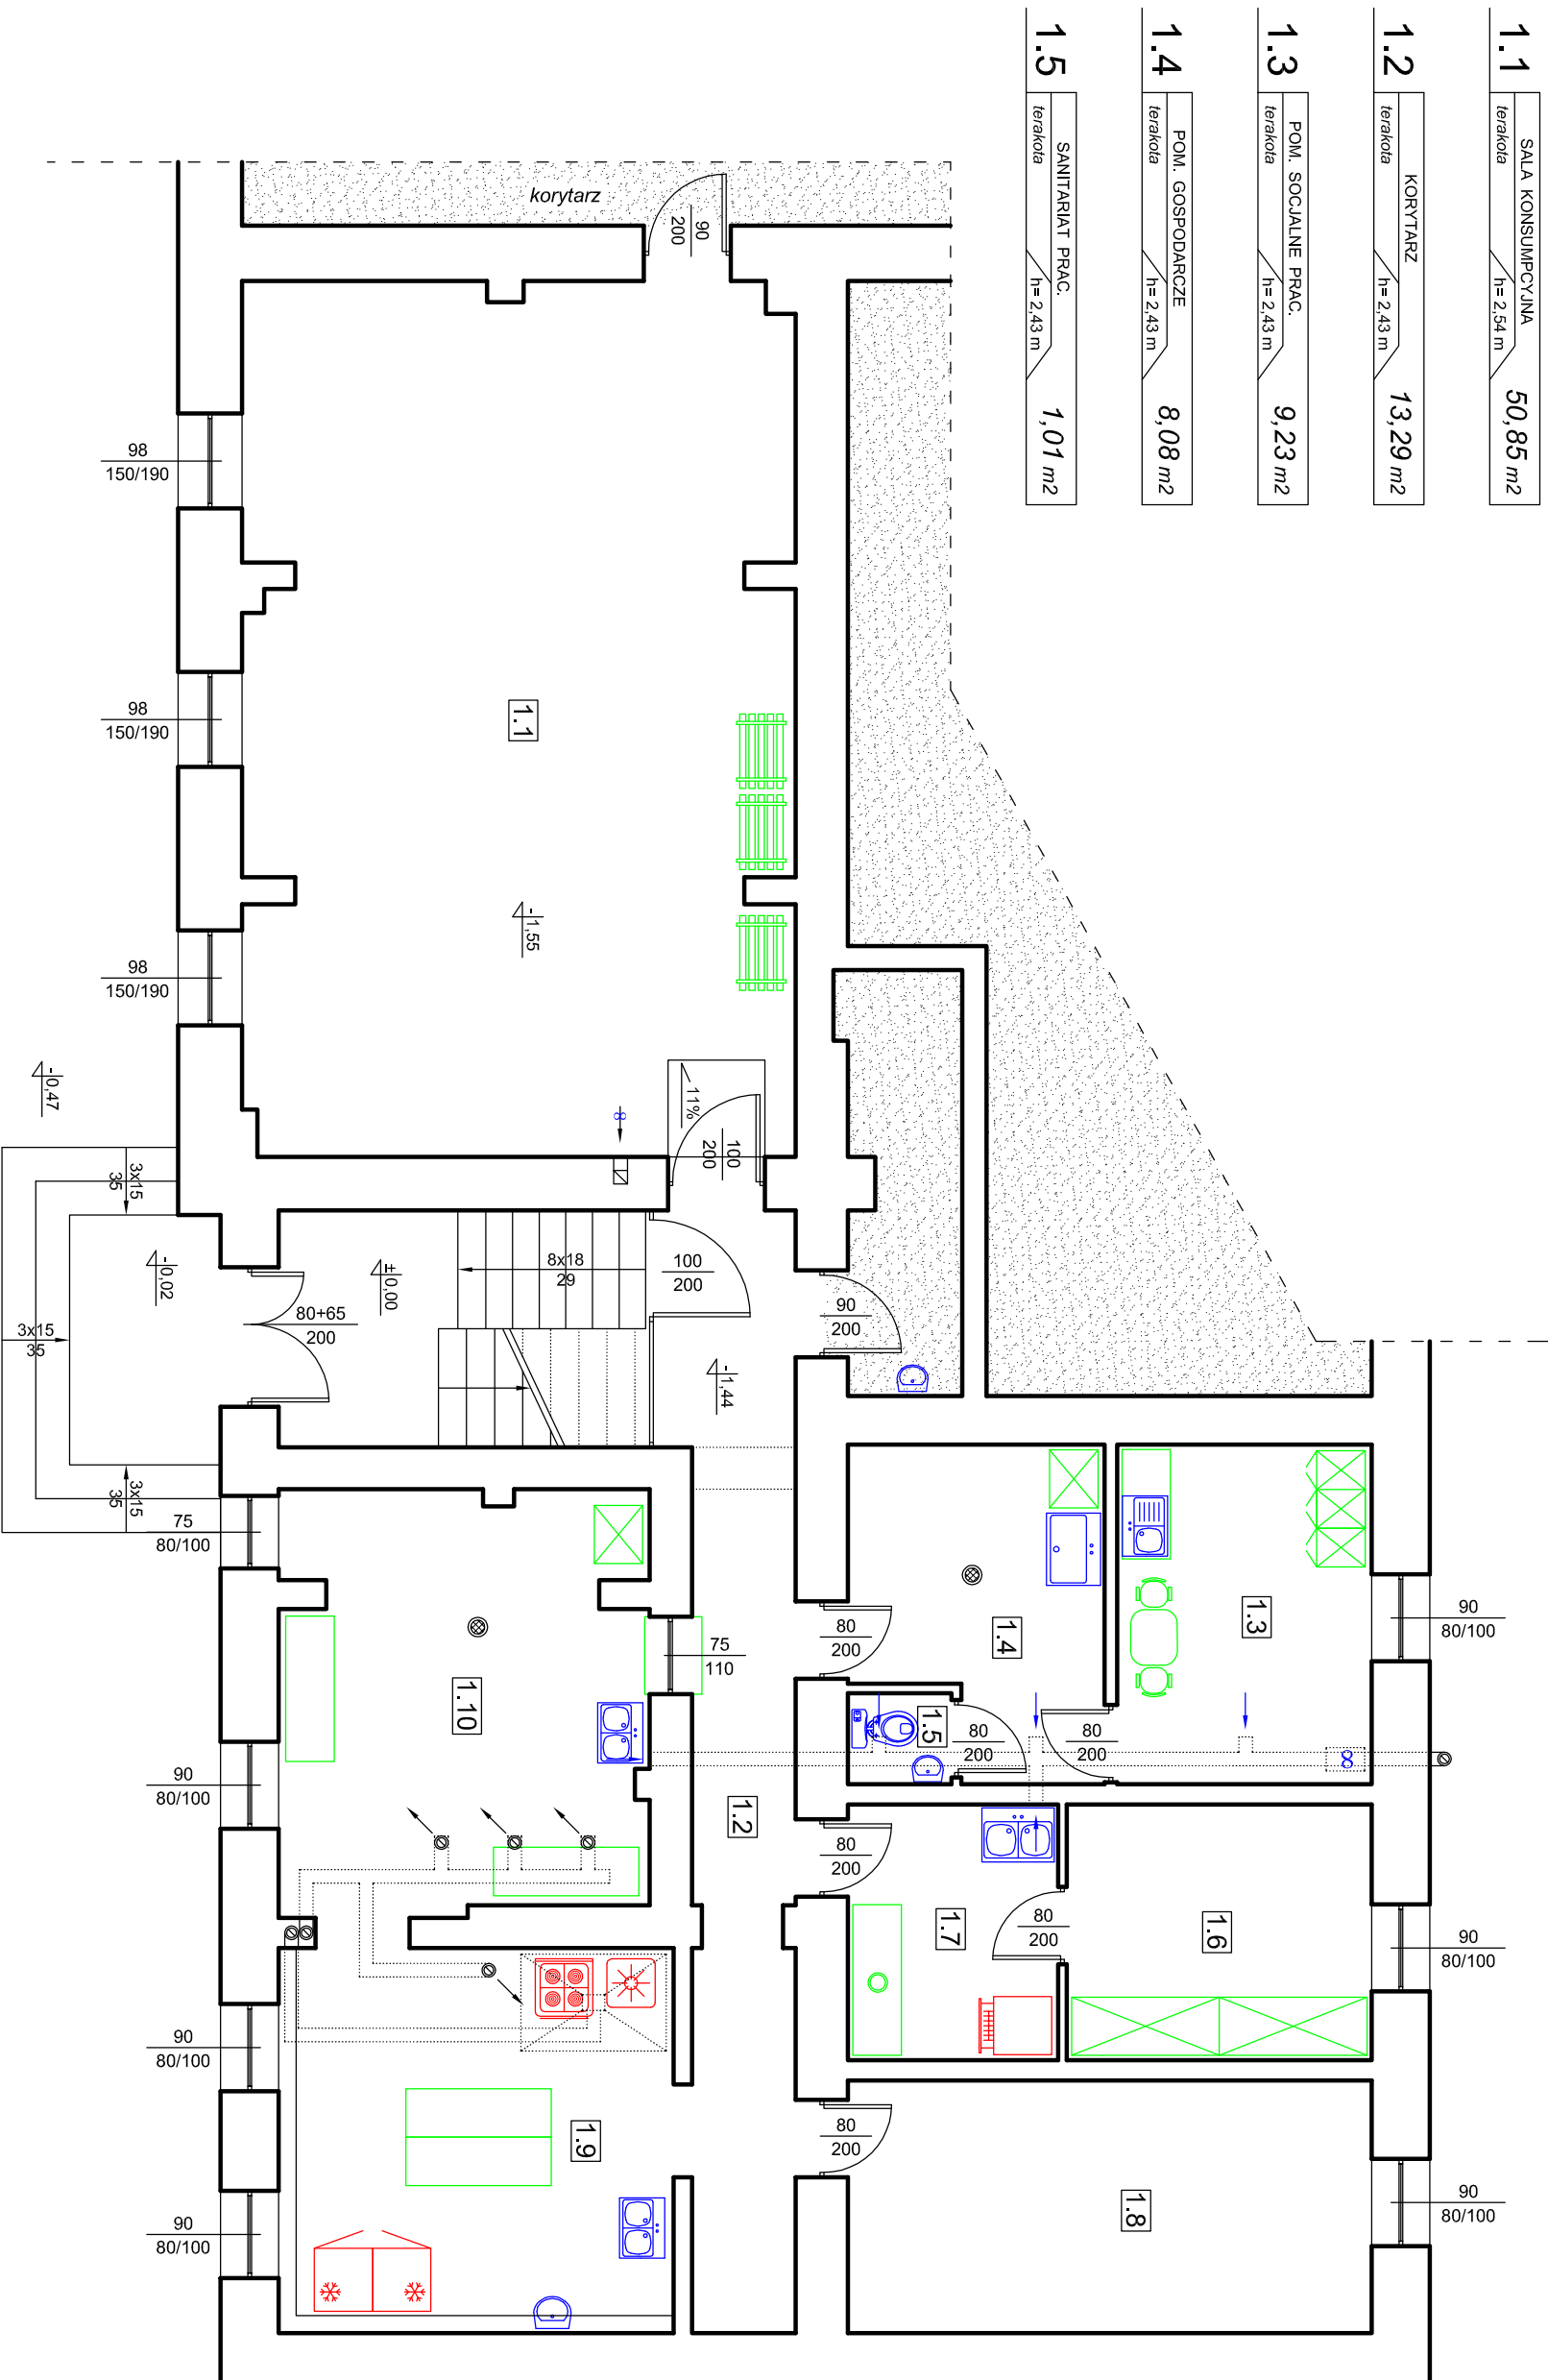 1.1
SALA KONSUMPCYJNA
terakota
h= 2,54 m
50,85 m2
1.2
KORYTARZ
terakota
h= 2,43 m
13,29 m2
1.3
POM. SOCJALNE PRAC.
terakota
h= 2,43 m
9,23 m2
1.4
POM. GOSPODARCZE
terakota
h= 2,43 m
8,08 m2
1.5
SANITARIAT PRAC.
terakota
h= 2,43 m
1,01 m2
korytarz
90
200
98
150/190
98
150/190
98
150/190
1.1
-1,55
11%
100
200
8
-0,47
3x15
35
-0,02
±0,00
8x18
29
100
200
90
200
80+65
200
3x15
35
-1,44
3x15
35
75
80/100
90
80/100
1.3
1.4
80
200
75
110
1.10
1.5
80
200
80
200
8
90
80/100
1.2
80
200
1.7
80
200
1.6
90
80/100
90
80/100
1.9
80
200
1.8
90
80/100
90
80/100